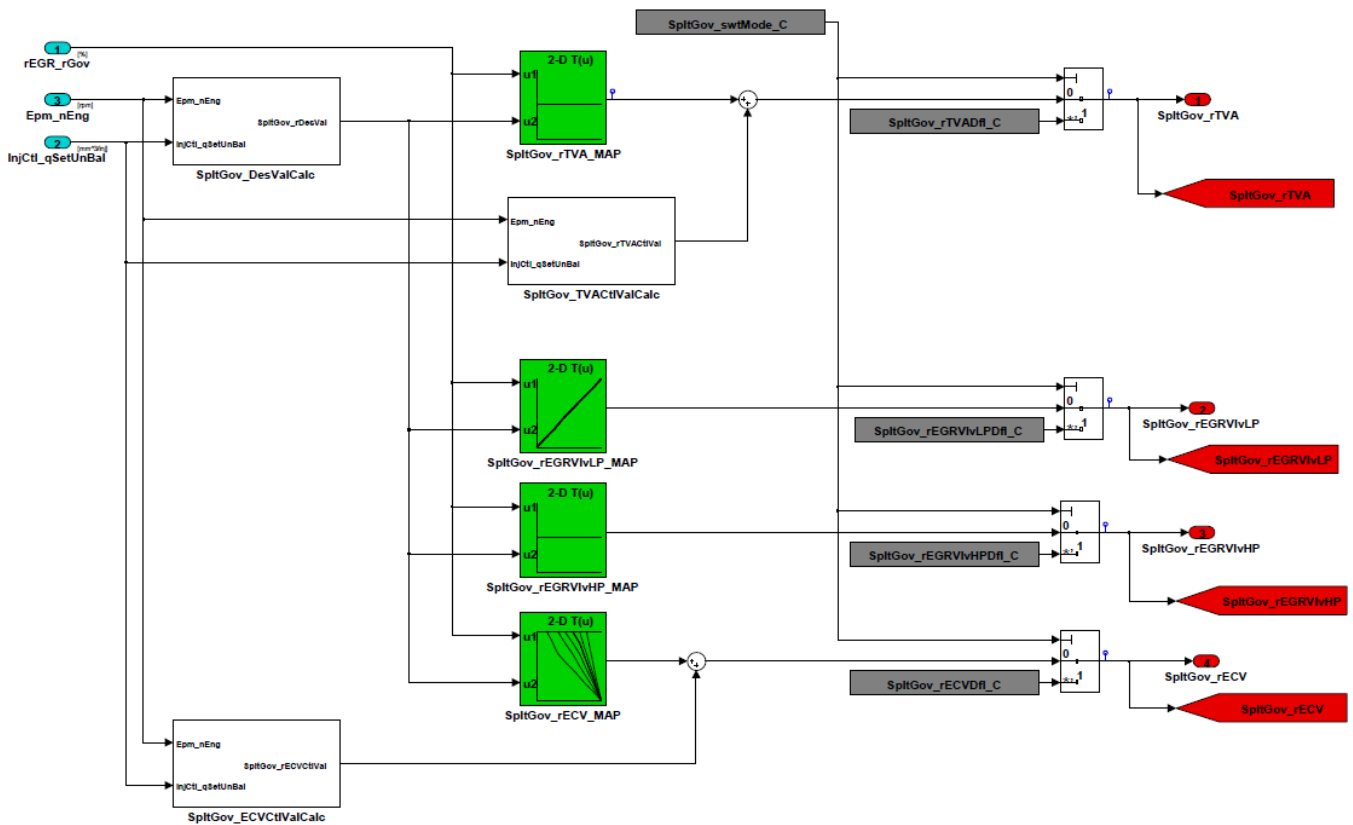 SpltGov_swtMode_C
1
[%]
rEGR_rGov
3
[rpm]
Epm_nEng
2
[mm^3/inj]
InjCtl_qSetUnBal
Epm_nEng
SpltGov_rDesVal
InjCtl_qSetUnBal
SpltGov_DesValCalc
2-D T(u)
u1
u2
SpltGov_rTVA_MAP
SpltGov_rTVADfl_C
0
1
1
SpltGov_rTVA
SpltGov_rTVA
Epm_nEng
SpltGov_rTVACtlVal
InjCtl_qSetUnBal
SpltGov_TVACtlValCalc
2-D T(u)
u1
u2
SpltGov_rEGRVlvLP_MAP
SpltGov_rEGRVlvLPDfl_C
0
1
2
SpltGov_rEGRVlvLP
SpltGov_rEGRVlvLP
2-D T(u)
u1
u2
SpltGov_rEGRVlvHP_MAP
SpltGov_rEGRVlvHPDfl_C
0
1
3
SpltGov_rEGRVlvHP
SpltGov_rEGRVlvHP
2-D T(u)
u1
u2
SpltGov_rECV_MAP
SpltGov_rECVDfl_C
0
1
4
SpltGov_rECV
SpltGov_rECV
Epm_nEng
SpltGov_rECVCtlVal
InjCtl_qSetUnBal
SpltGov_ECVCtlValCalc